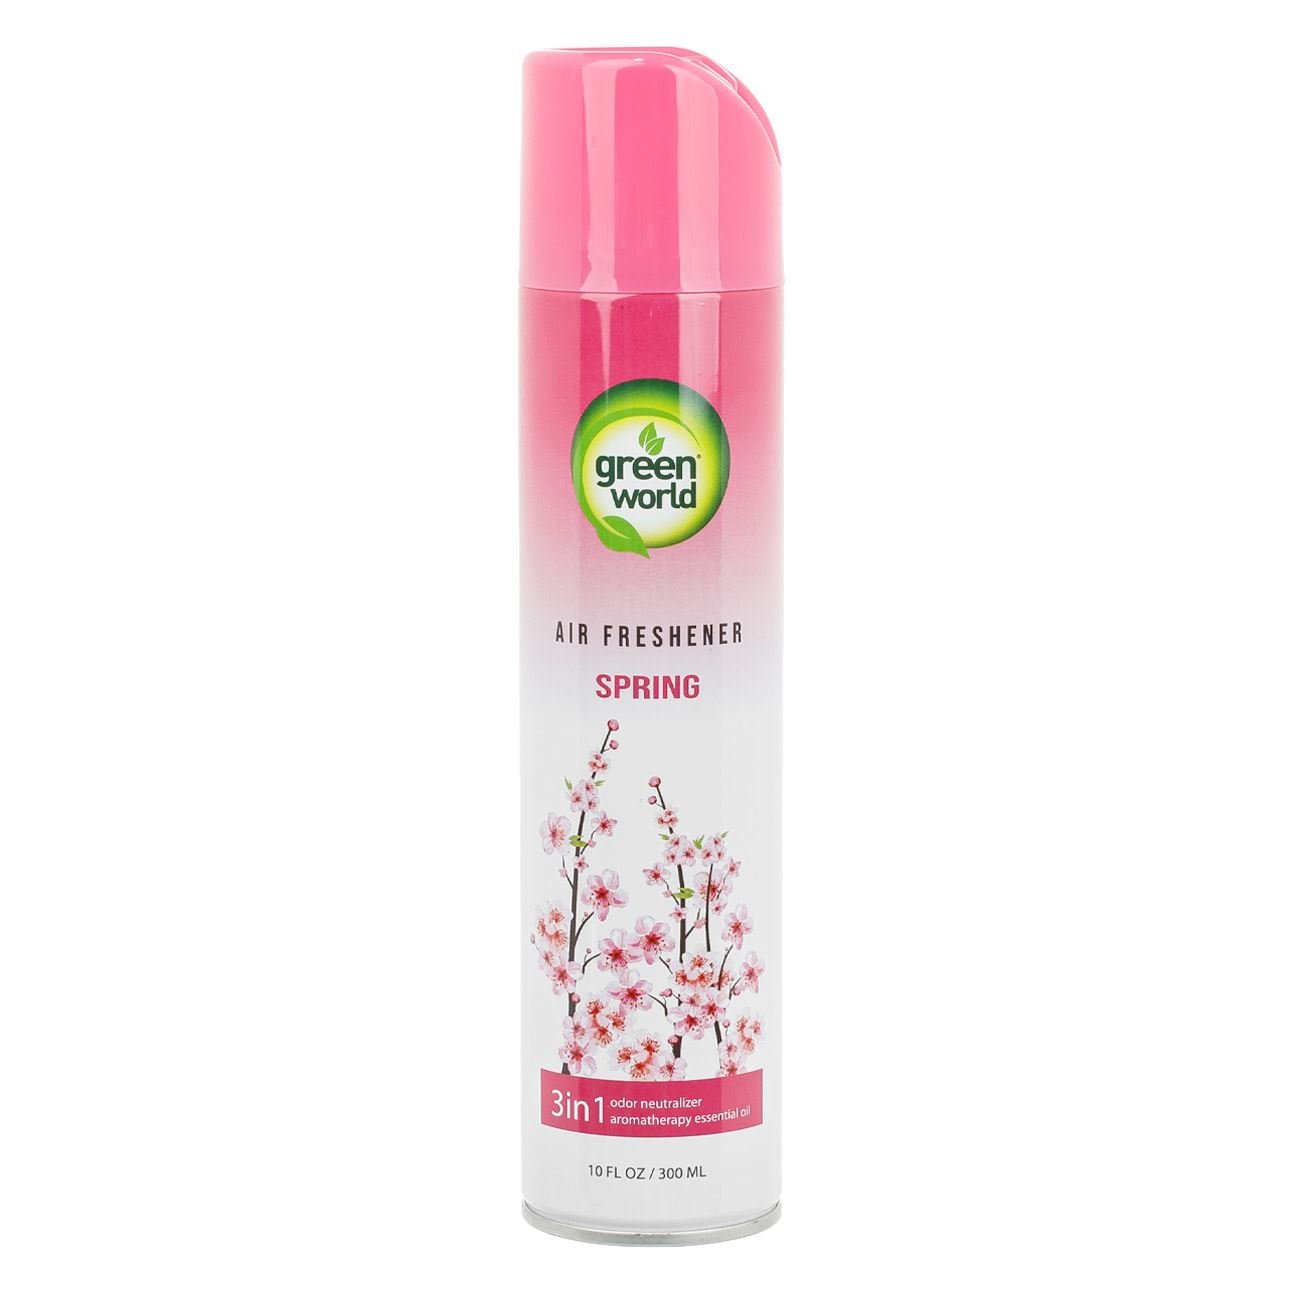 green®
world
AIR FRESHENER
SPRING
3in1 odor neutralizer
aromatherapy essential oil
10 FL OZ / 300 ML